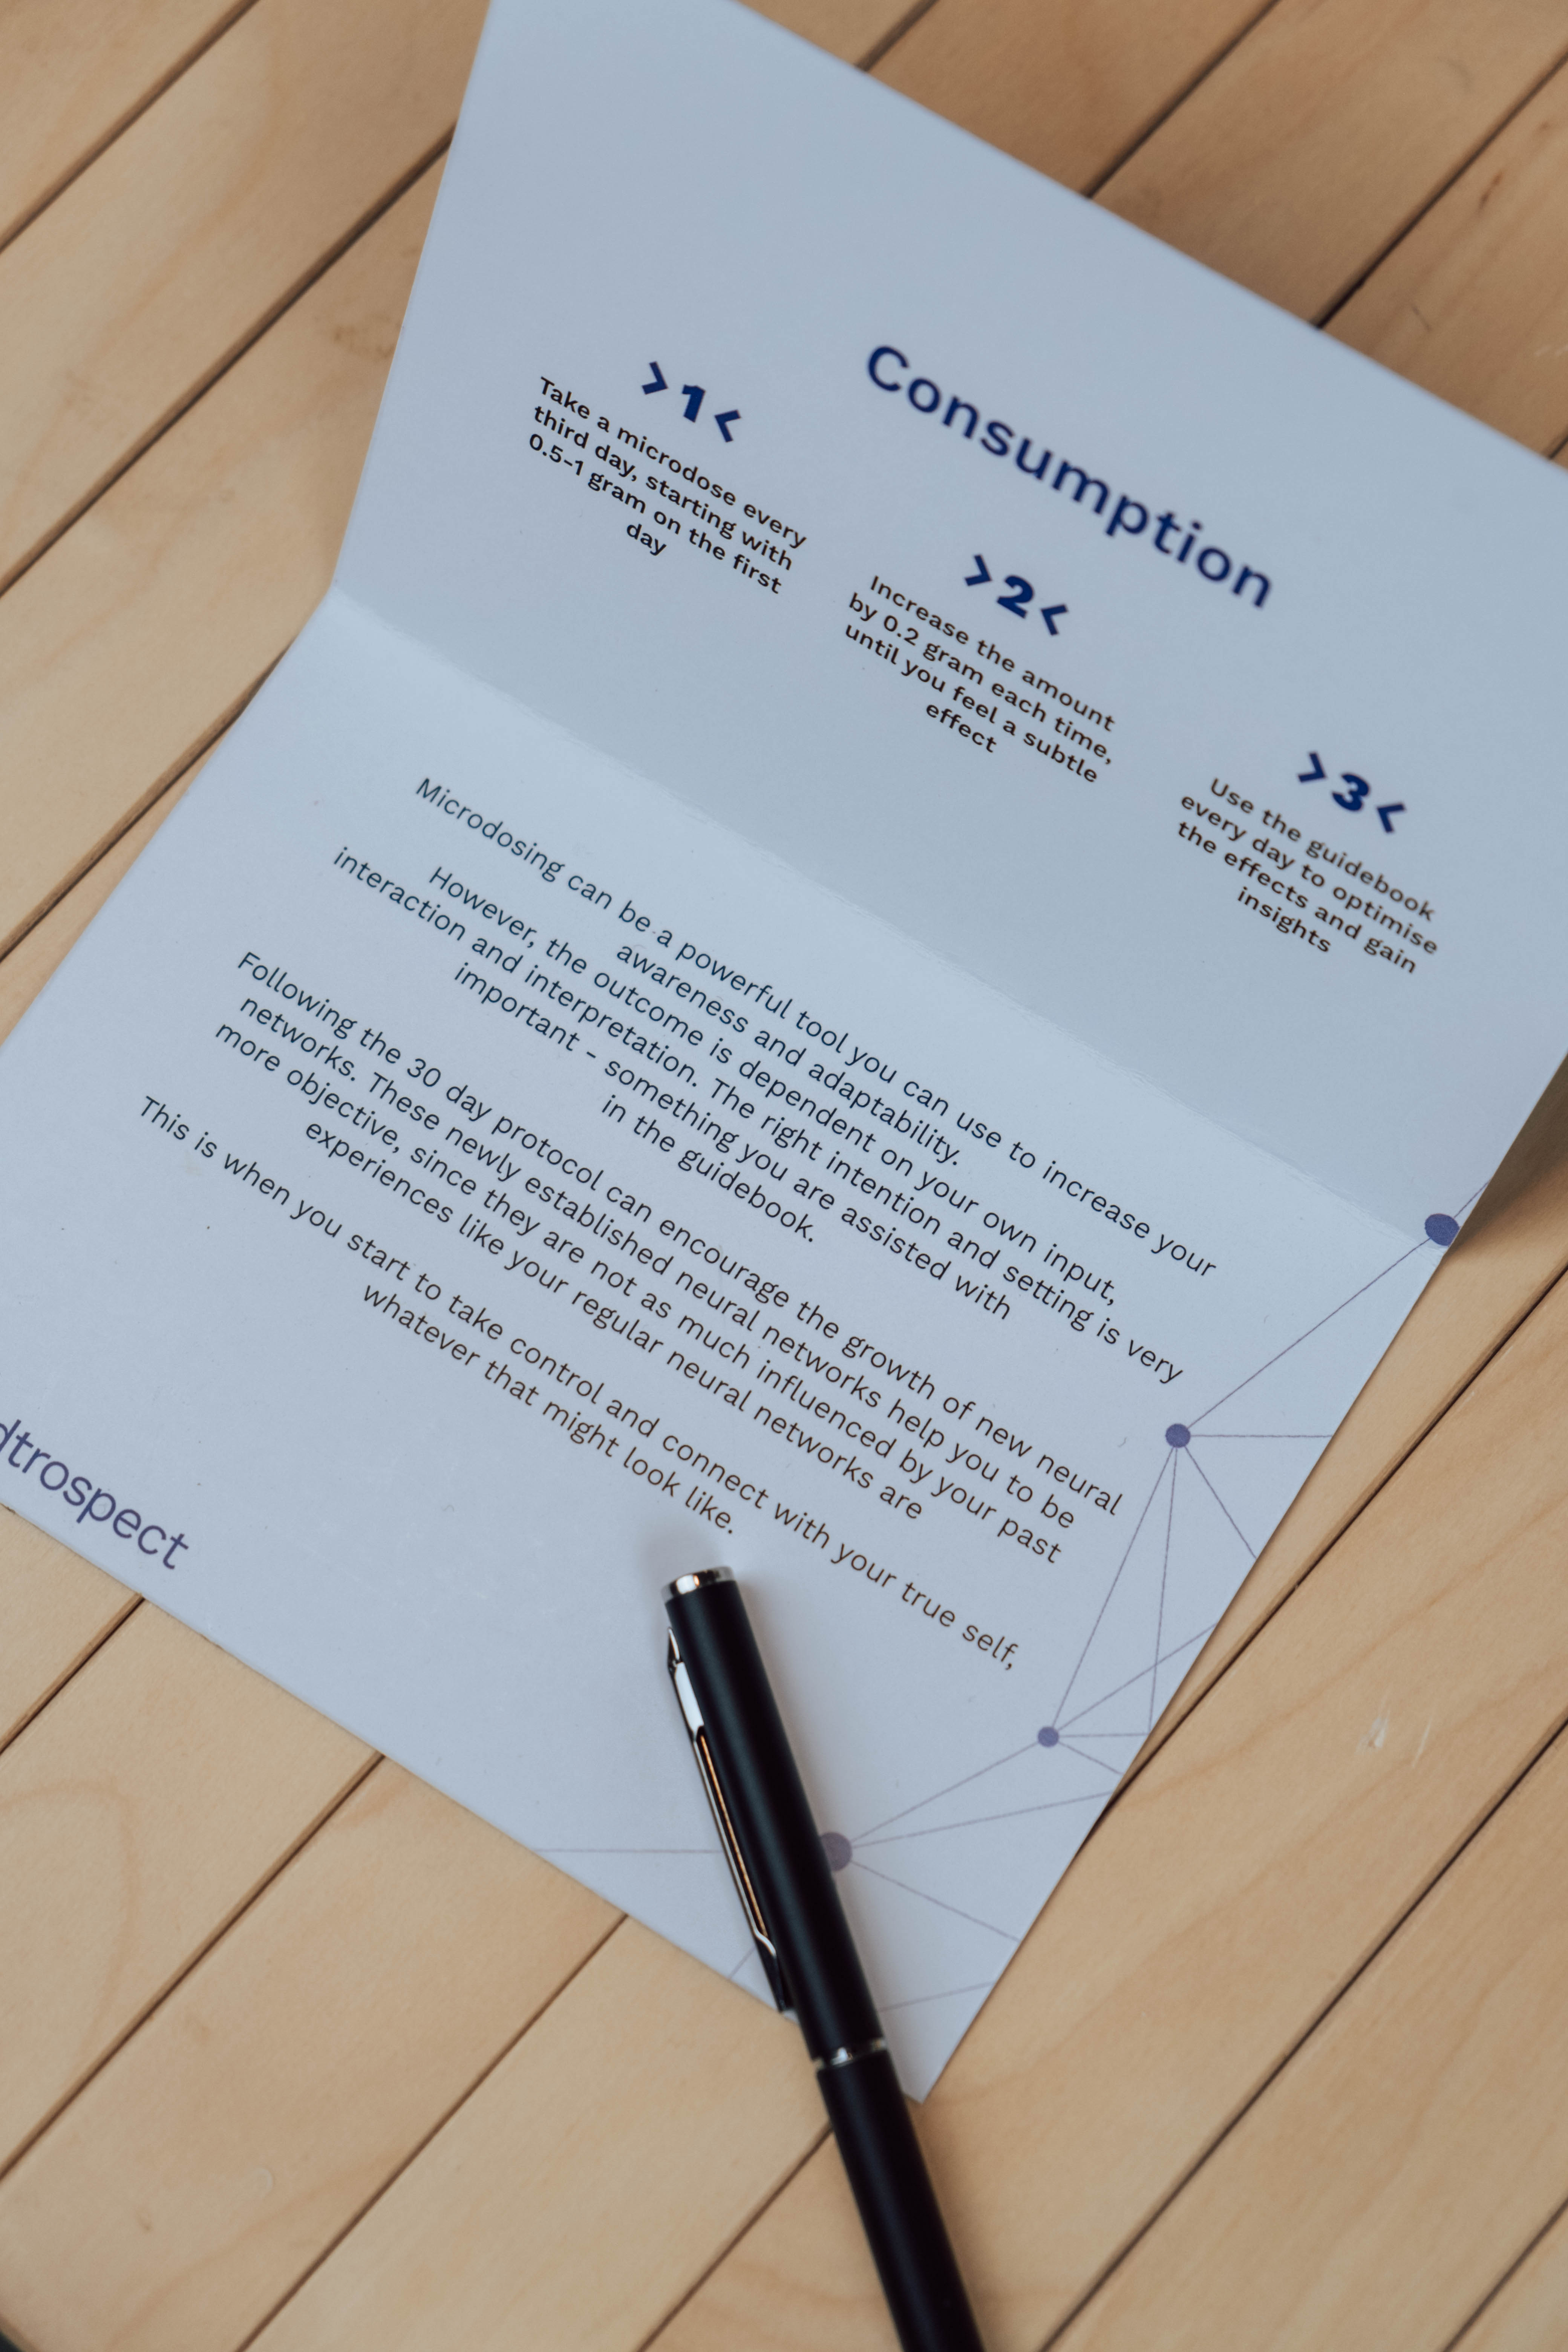 Consumption
>1<
Take a microdose every
third day, starting with
0.5-1 gram on the first
day
>2<
Increase the amount
by 0.2 gram each time,
until you feel a subtle
effect
>3<
Use the guidebook
every day to optimise
the effects and gain
insights
Microdosing can be a powerful tool you can use to increase your
awareness and adaptability.
However, the outcome is dependent on your own input,
interaction and interpretation. The right intention and setting is very
important - something you are assisted with
in the guidebook.
Following the 30 day protocol can encourage the growth of new neural
networks. These newly established neural networks help you to be
more objective, since they are not as much influenced by your past
experiences like your regular neural networks are
This is when you start to take control and connect with your true self,
whatever that might look like.
dtrospect